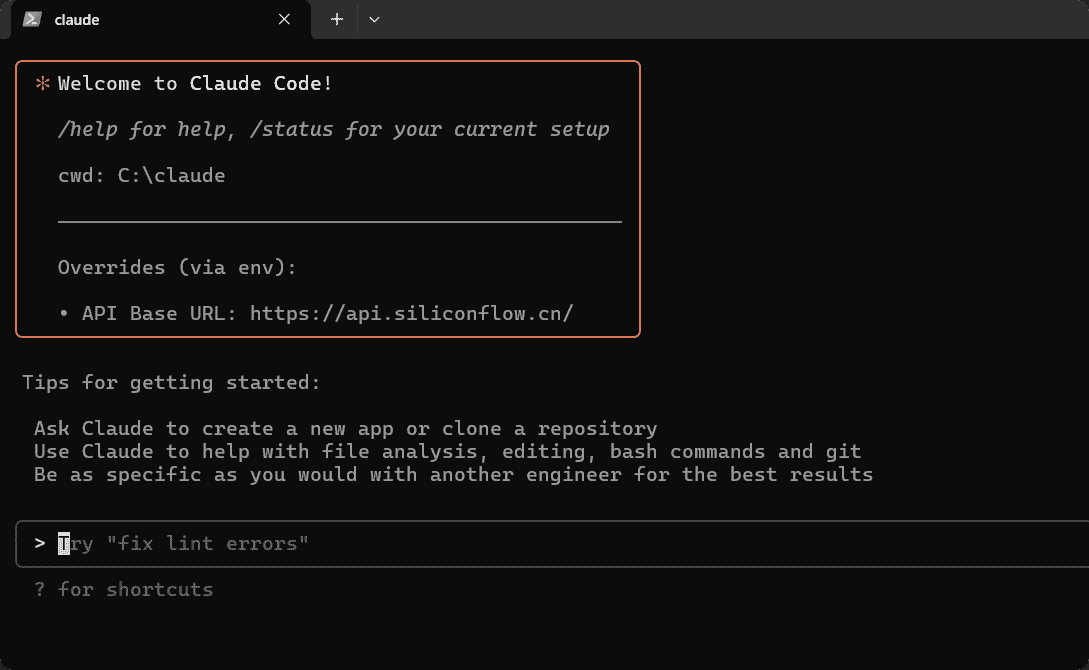 claude
* Welcome to Claude Code!
/help for help, /status for your current setup
cwd: C:\claude
Overrides (via env):
• API Base URL: https://api.siliconflow.cn/
Tips for getting started:
Ask Claude to create a new app or clone a repository
Use Claude to help with file analysis, editing, bash commands and git
Be as specific as you would with another engineer for the best results
> Try "fix lint errors"
? for shortcuts